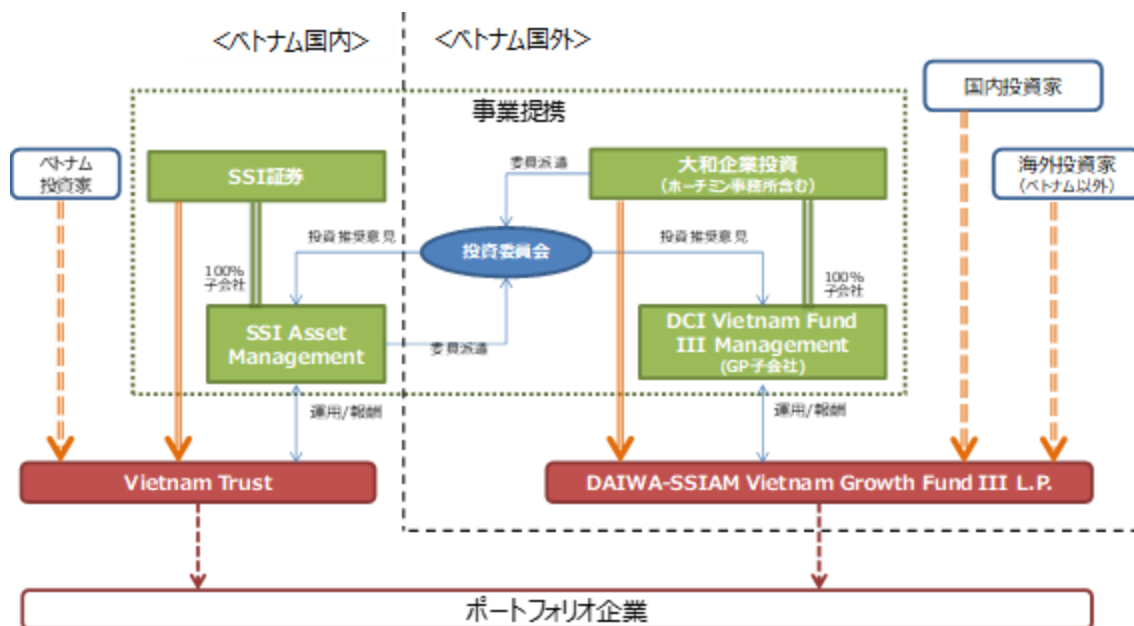 <ベトナム国内>
<ベトナム国外>
国内投資家
事業提携
ベトナム
投資家
SSI証券
委員派遣
大和企業投資
(ホーチミン事務所含む)
海外投資家
(ベトナム以外)
投資推奨意見
投資委員会
投資推奨意見
100%
子会社
100%
子会社
SSI Asset
Management
委員派遣
DCI Vietnam Fund
III Management
(GP子会社)
運用/報酬
運用/報酬
Vietnam Trust
DAIWA-SSIAM Vietnam Growth Fund III L.P.
ポートフォリオ企業